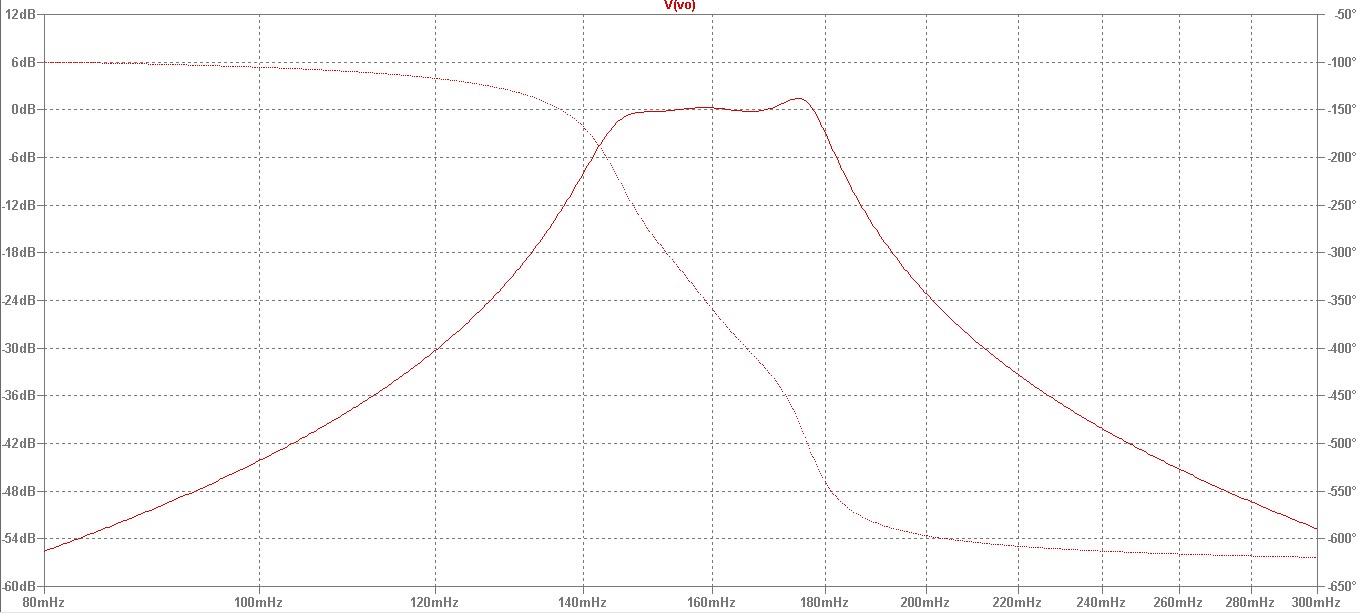 V(vo)
12dB -50°
6dB -100°
0dB -150°
-6dB -200°
-12dB -250°
-18dB -300°
-24dB -350°
-30dB -400°
-36dB -450°
-42dB -500°
-48dB -550°
-54dB -600°
-60dB -650°
80mHz 100mHz 120mHz 140mHz 160mHz 180mHz 200mHz 220mHz 240mHz 260mHz 280mHz 300mHz